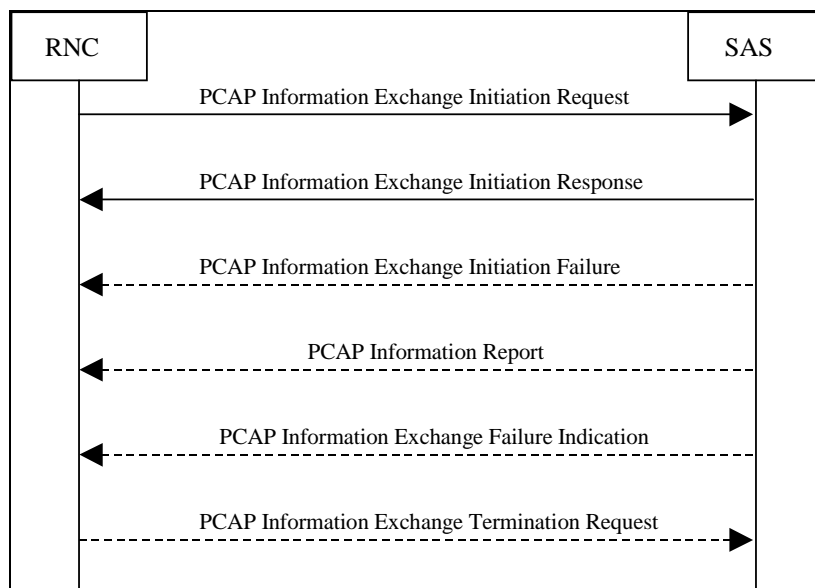 RNC
SAS
PCAP Information Exchange Initiation Request
PCAP Information Exchange Initiation Response
PCAP Information Exchange Initiation Failure
PCAP Information Report
PCAP Information Exchange Failure Indication
PCAP Information Exchange Termination Request